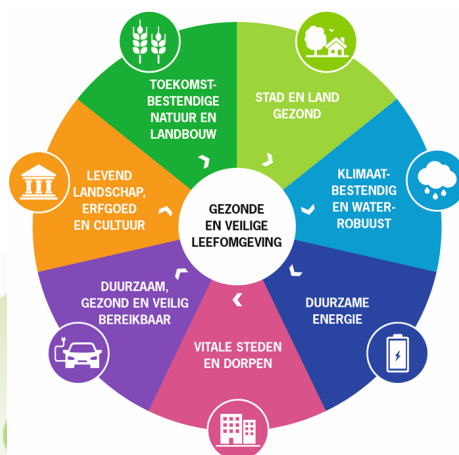 STAD EN LAND
GEZOND
KLIMAAT-
BESTENDIG
EN WATER-
ROBUUST
DUURZAME
ENERGIE
VITALE STEDEN
EN DORPEN
DUURZAAM,
GEZOND EN VEILIG
BEREIKBAAR
LEVEND
LANDSCHAP,
ERFGOED
EN CULTUUR
TOEKOMST-
BESTENDIGE
NATUUR EN
LANDBOUW
GEZONDE
EN VEILIGE
LEEFOMGEVING